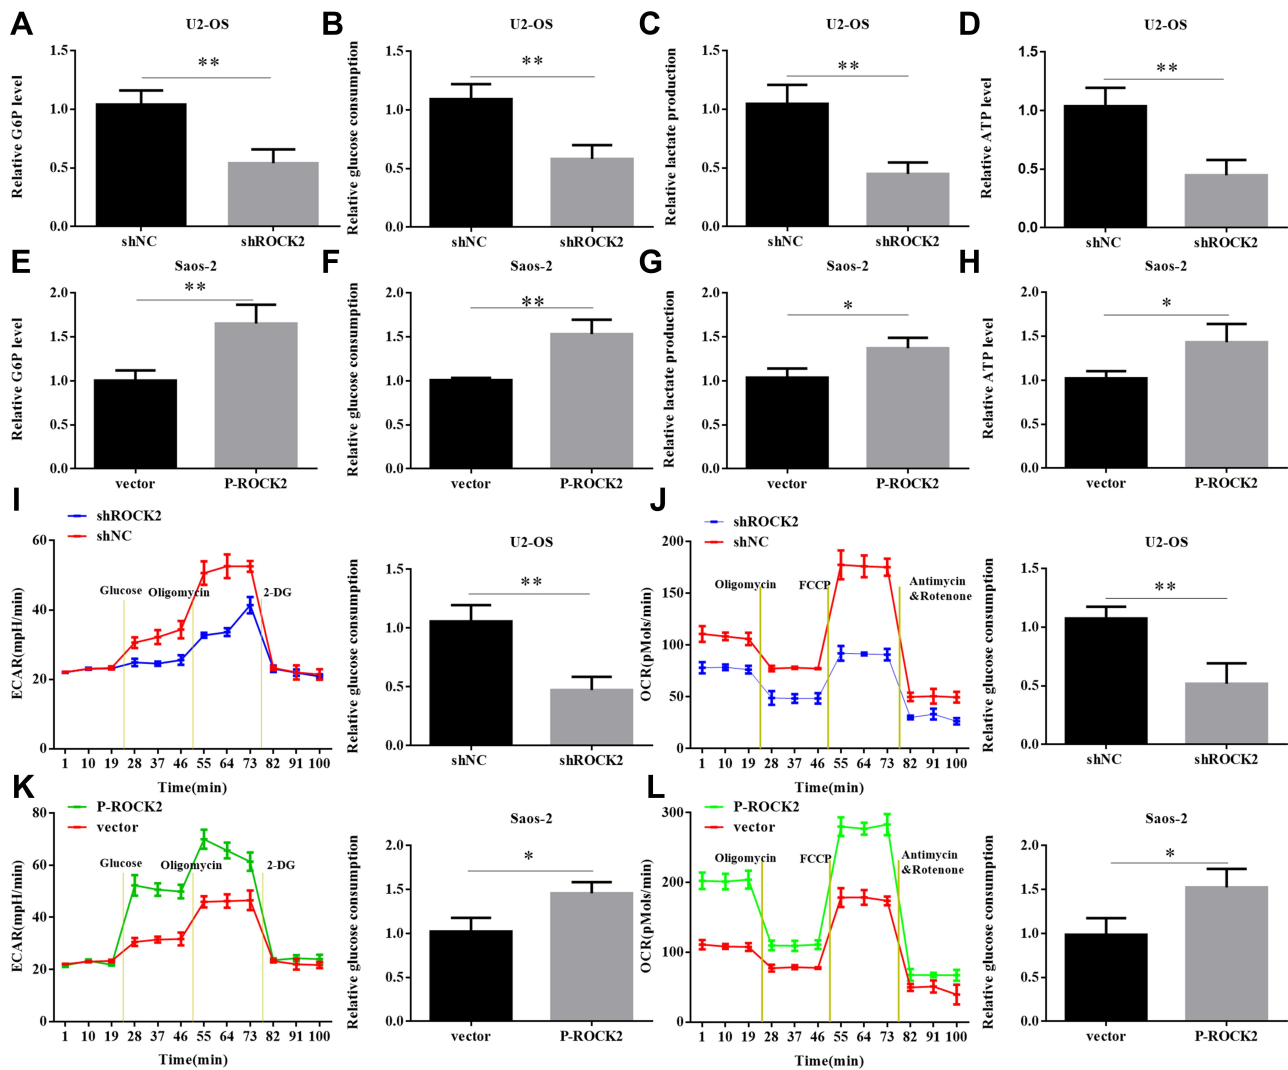 A
U2-OS
Relative G6P level
1.5
1.0
0.5
0.0
**
shNC
shROCK2
B
U2-OS
Relative glucose consumption
1.5
1.0
0.5
0.0
**
shNC
shROCK2
C
U2-OS
Relative lactate production
1.5
1.0
0.5
0.0
**
shNC
shROCK2
D
U2-OS
Relative ATP level
1.5
1.0
0.5
0.0
**
shNC
shROCK2
E
Saos-2
Relative G6P level
2.0
1.5
1.0
0.5
0.0
**
vector
P-ROCK2
F
Saos-2
Relative glucose consumption
2.0
1.5
1.0
0.5
0.0
**
vector
P-ROCK2
G
Saos-2
Relative lactate production
2.0
1.5
1.0
0.5
0.0
*
vector
P-ROCK2
H
Saos-2
Relative ATP level
2.0
1.5
1.0
0.5
0.0
*
vector
P-ROCK2
I
shROCK2
shNC
ECAR(mpH/min)
60
40
20
0
Glucose
Oligomycin
2-DG
1 10 19 28 37 46 55 64 73 82 91 100
Time(min)
U2-OS
Relative glucose consumption
1.5
1.0
0.5
0.0
**
shNC
shROCK2
J
shROCK2
shNC
OCR(pMols/min)
200
150
100
50
0
Oligomycin
FCCP
Antimycin
&Rotenone
1 10 19 28 37 46 55 64 73 82 91 100
Time(min)
U2-OS
Relative glucose consumption
1.5
1.0
0.5
0.0
**
shNC
shROCK2
K
P-ROCK2
vector
ECAR(mpH/min)
80
60
40
20
0
Glucose
Oligomycin
2-DG
1 10 19 28 37 46 55 64 73 82 91 100
Time(min)
Saos-2
Relative glucose consumption
2.0
1.5
1.0
0.5
0.0
*
vector
P-ROCK2
L
P-ROCK2
vector
OCR(pMols/min)
300
200
100
0
Oligomycin
FCCP
Antimycin
&Rotenone
1 10 19 28 37 46 55 64 73 82 91 100
Time(min)
Saos-2
Relative glucose consumption
2.0
1.5
1.0
0.5
0.0
*
vector
P-ROCK2